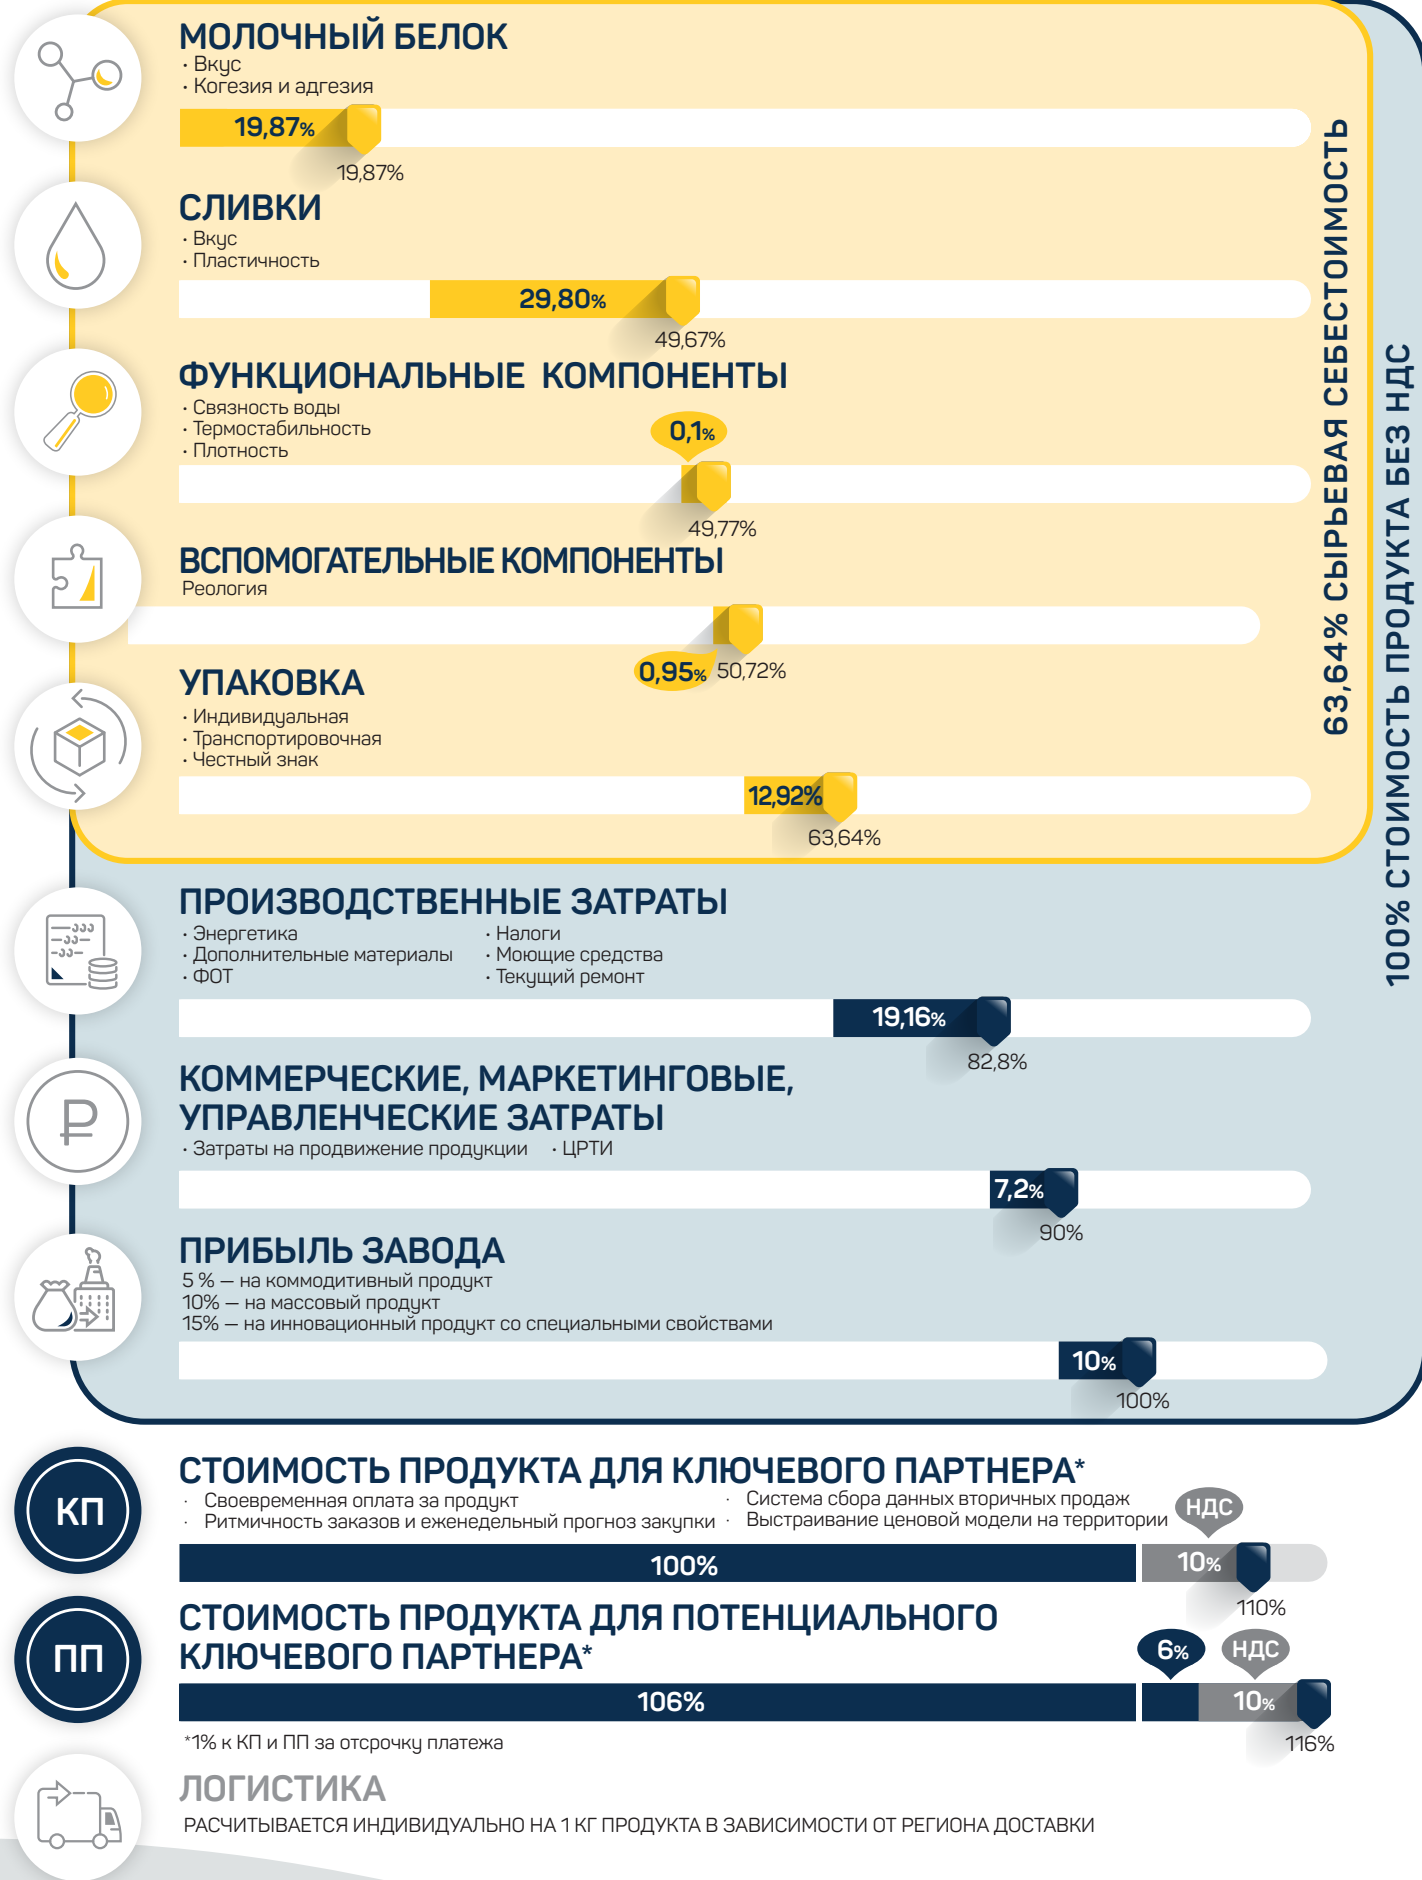 МОЛОЧНЫЙ БЕЛОК
· Вкус
· Когезия и адгезия
19,87%
19,87%
СЛИВКИ
· Вкус
· Пластичность
29,80%
49,67%
ФУНКЦИОНАЛЬНЫЕ КОМПОНЕНТЫ
· Связность воды
· Термостабильность
· Плотность
0,1%
49,77%
ВСПОМОГАТЕЛЬНЫЕ КОМПОНЕНТЫ
Реология
0,95% 50,72%
УПАКОВКА
· Индивидуальная
· Транспортировочная
· Честный знак
12,92%
63,64%
63,64% СЫРЬЕВАЯ СЕБЕСТОИМОСТЬ
100% СТОИМОСТЬ ПРОДУКТА БЕЗ НДС
ПРОИЗВОДСТВЕННЫЕ ЗАТРАТЫ
· Энергетика · Налоги
· Дополнительные материалы · Моющие средства
· ФОТ · Текущий ремонт
19,16%
82,8%
КОММЕРЧЕСКИЕ, МАРКЕТИНГОВЫЕ,
УПРАВЛЕНЧЕСКИЕ ЗАТРАТЫ
· Затраты на продвижение продукции · ЦРТИ
7,2%
90%
ПРИБЫЛЬ ЗАВОДА
5 % — на коммодитивный продукт
10% — на массовый продукт
15% — на инновационный продукт со специальными свойствами
10%
100%
КП
СТОИМОСТЬ ПРОДУКТА ДЛЯ КЛЮЧЕВОГО ПАРТНЕРА*
· Своевременная оплата за продукт · Система сбора данных вторичных продаж
· Ритмичность заказов и еженедельный прогноз закупки · Выстраивание ценовой модели на территории
НДС
100% 10%
110%
ПП
СТОИМОСТЬ ПРОДУКТА ДЛЯ ПОТЕНЦИАЛЬНОГО
КЛЮЧЕВОГО ПАРТНЕРА*
6% НДС
106% 10%
116%
*1% к КП и ПП за отсрочку платежа
ЛОГИСТИКА
РАСЧИТЫВАЕТСЯ ИНДИВИДУАЛЬНО НА 1 КГ ПРОДУКТА В ЗАВИСИМОСТИ ОТ РЕГИОНА ДОСТАВКИ